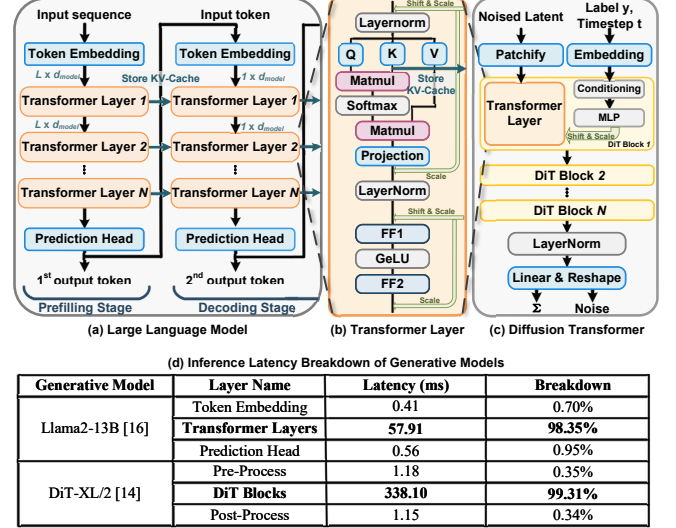 Input sequence
Input token
Token Embedding
Token Embedding
L x dmodel
Store KV-Cache
1 x dmodel
Transformer Layer 1
Transformer Layer 1
L x dmodel
1 x dmodel
Transformer Layer 2
Transformer Layer 2
Transformer Layer N
Transformer Layer N
Prediction Head
Prediction Head
1st output token
2nd output token
Prefilling Stage
Decoding Stage
(a) Large Language Model
Shift & Scale
Layernorm
Q
K
V
Matmul
Store
KV-Cache
Softmax
Matmul
Projection
Scale
LayerNorm
Shift & Scale
FF1
GeLU
FF2
Scale
(b) Transformer Layer
Noised Latent
Label y,
Timestep t
Patchify
Embedding
Transformer
Layer
Conditioning
MLP
Shift & Scale
DiT Block 1
DiT Block 2
DiT Block N
LayerNorm
Linear & Reshape
Σ
Noise
(c) Diffusion Transformer
(d) Inference Latency Breakdown of Generative Models
Generative Model Layer Name Latency (ms) Breakdown
Llama2-13B [16]
Token Embedding 0.41 0.70%
Transformer Layers 57.91 98.35%
Prediction Head 0.56 0.95%
DiT-XL/2 [14]
Pre-Process 1.18 0.35%
DiT Blocks 338.10 99.31%
Post-Process 1.15 0.34%